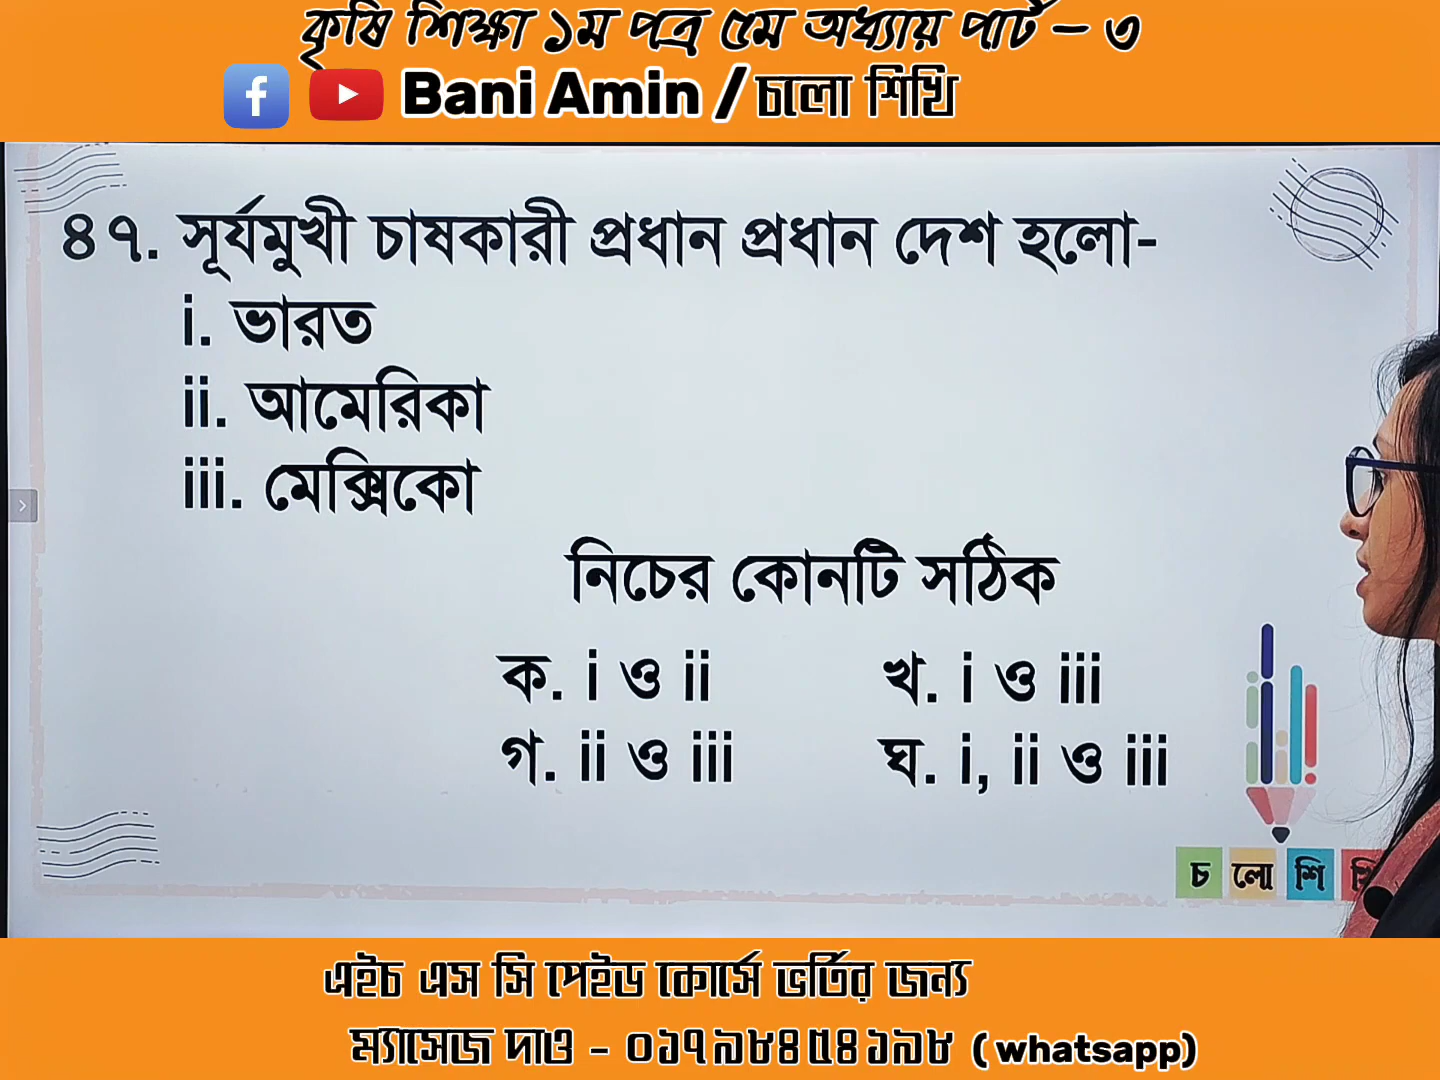 কৃষি শিক্ষা ১ম পত্র ৫ম অধ্যায় পার্ট – ৩
Bani Amin / চলো শিখি
৪৭. সূর্যমুখী চাষকারী প্রধান প্রধান দেশ হলো-
i. ভারত
ii. আমেরিকা
iii. মেক্সিকো
নিচের কোনটি সঠিক
ক. i ও ii খ. i ও iii
গ. ii ও iii ঘ. i, ii ও iii
চ লো শি
এইচ এস সি পেইড কোর্সে ভর্তির জন্য
ম্যাসেজ দাও - ০১৭৯৮৪৫৪১৯৮ ( whatsapp)